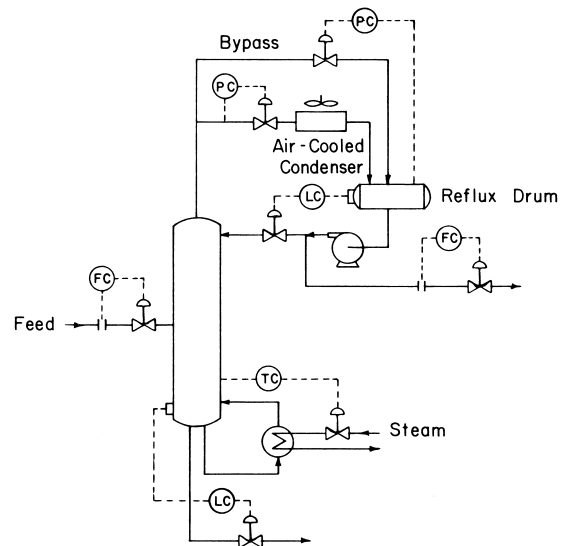 PC
Bypass
PC
Air-Cooled
Condenser
LC
Reflux Drum
FC
FC
Feed
TC
Steam
LC